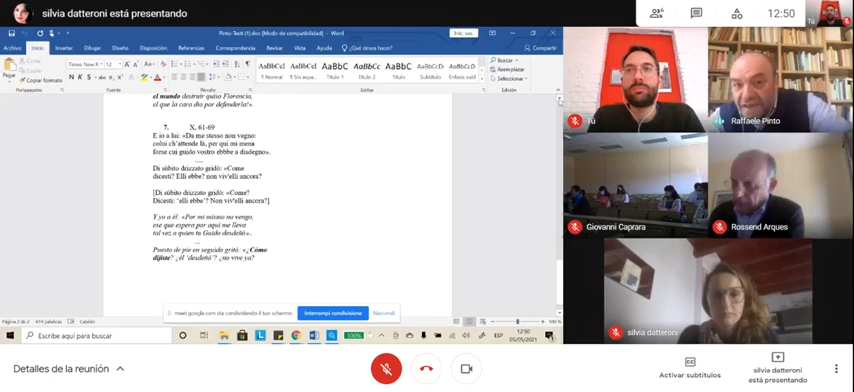 silvia datteroni está presentando
12:50
Tú
Pinto-Testi (1).doc [Modo de compatibilidad] - Word
Inic. ses.
Archivo Inicio Insertar Dibujar Diseño Disposición Referencias Correspondencia Revisar Vista Ayuda ¿Qué desea hacer? Compartir
Pegar
Cortar
Copiar
Copiar formato
Times New R 12
N K S
AaBbCcI AaBbCcI AaBbC AaBbC AaBbC AaBbCcD AaBbCcD
¶ Normal ¶ Sin espa... Título 1 Título 2 Título Subtítulo Énfasis sutil
Buscar
Reemplazar
Seleccionar
Portapapeles Fuente Párrafo Estilos
el mundo destruir quiso Florencia,
el que la cara dio por defenderla!».
7. X, 61-69
E io a lui: «Da me stesso non vegno:
colui ch'attende là, per qui mi mena
forse cui guido vostro ebbe a disdegno».
....
Di sùbito drizzato gridò: «Come
dicesti? Elli ebbe? non viv'elli ancora?
[Di sùbito drizzato gridò: «Come?
Dicesti: 'elli ebbe'? Non viv'elli ancora?]
Y yo a él: «Por mi mismo no vengo;
ese que espera por aquí me lleva
tal vez a quien tu Guido desdeñó».
...
Puesto de pie en seguida gritó: «¿Cómo
dijiste? ¿él 'desdeñó'? ¿no vive ya?
meet.google.com sta condividendo il tuo schermo. Interrompi condivisione Nascondi
Página 2 de 2 474 palabras Catalán 100 %
Escribe aquí para buscar
100%
ESP
12:50
05/05/2021
Tú
Raffaele Pinto
Giovanni Caprara
Rossend Arques
silvia datteroni
Detalles de la reunión
Activar subtítulos
silvia datteroni
está presentando